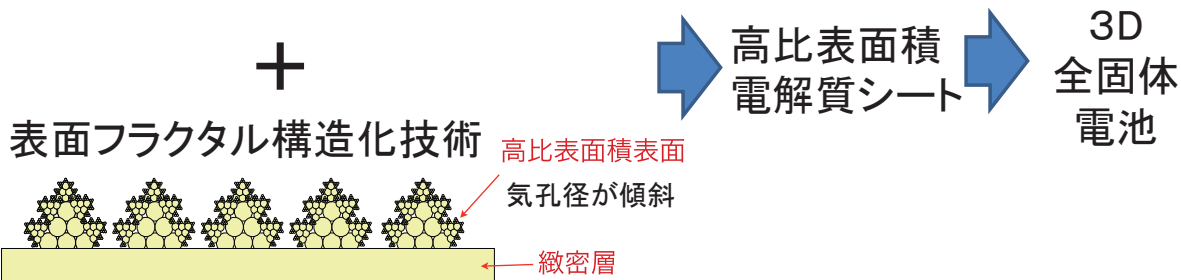 ＋
表面フラクタル構造化技術
高比表面積表面
気孔径が傾斜
緻密層
高比表面積
電解質シート
3D
全固体
電池